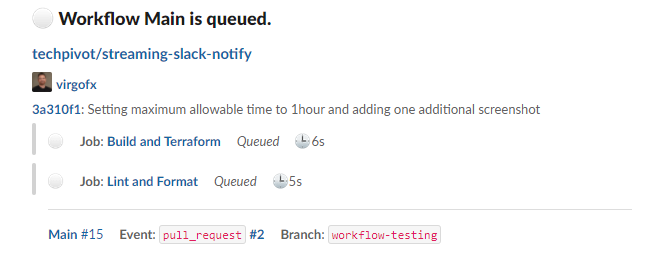 Workflow Main is queued.
techpivot/streaming-slack-notify
virgofx
3a310f1: Setting maximum allowable time to 1hour and adding one additional screenshot
Job: Build and Terraform Queued 6s
Job: Lint and Format Queued 5s
Main #15 Event: pull_request #2 Branch: workflow-testing